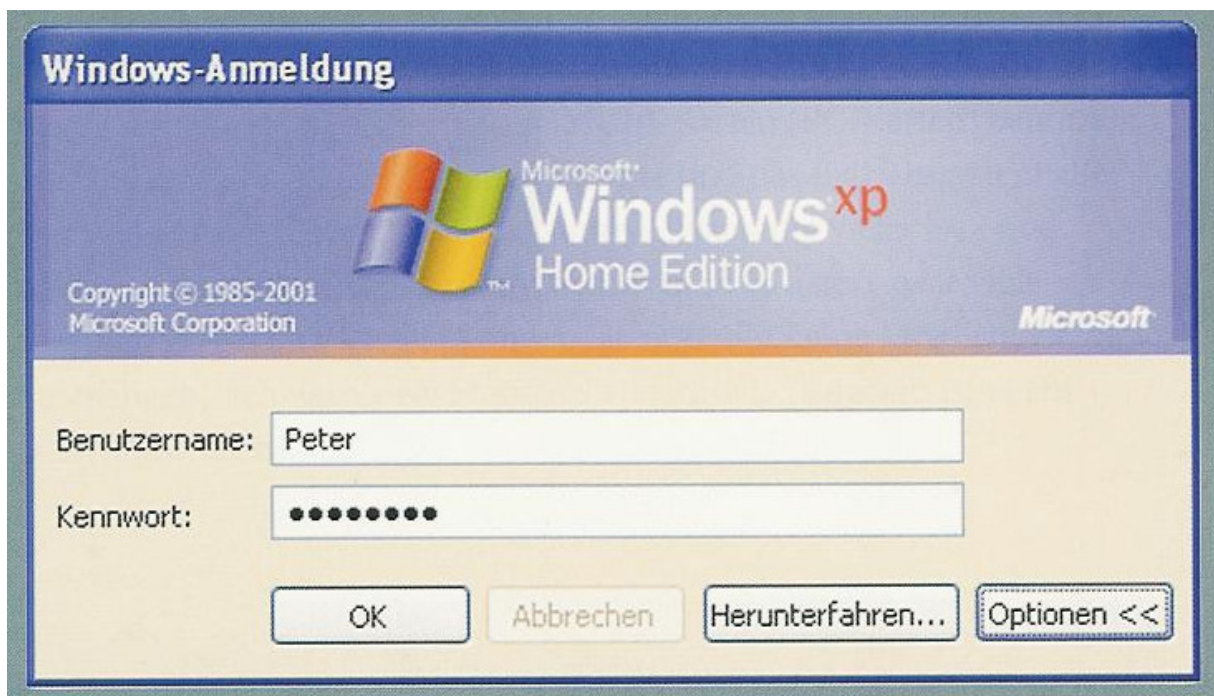 Windows-Anmeldung
Microsoft®
Windows xp
Home Edition
TM
Copyright © 1985-2001
Microsoft Corporation
Microsoft
Benutzername: Peter
Kennwort: ••••••••
OK Abbrechen Herunterfahren... Optionen <<